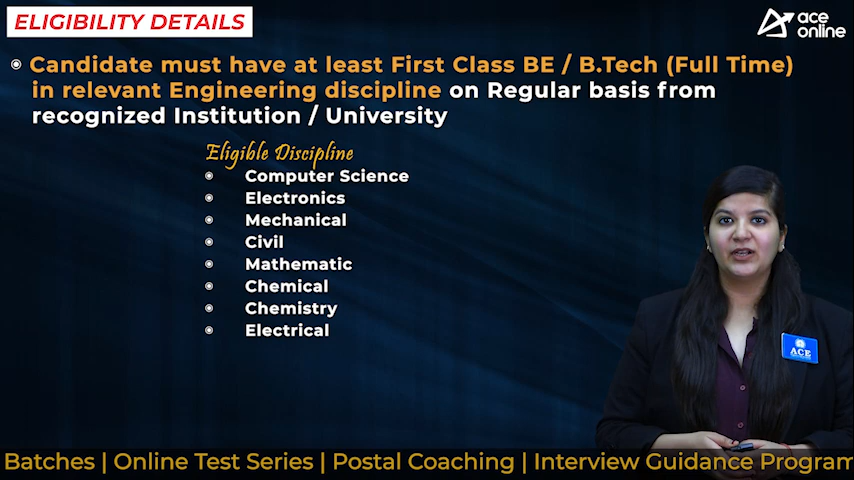 ELIGIBILITY DETAILS
ace
online
Candidate must have at least First Class BE / B.Tech (Full Time)
in relevant Engineering discipline on Regular basis from
recognized Institution / University
Eligible Discipline
Computer Science
Electronics
Mechanical
Civil
Mathematic
Chemical
Chemistry
Electrical
ACE
Batches | Online Test Series | Postal Coaching | Interview Guidance Program